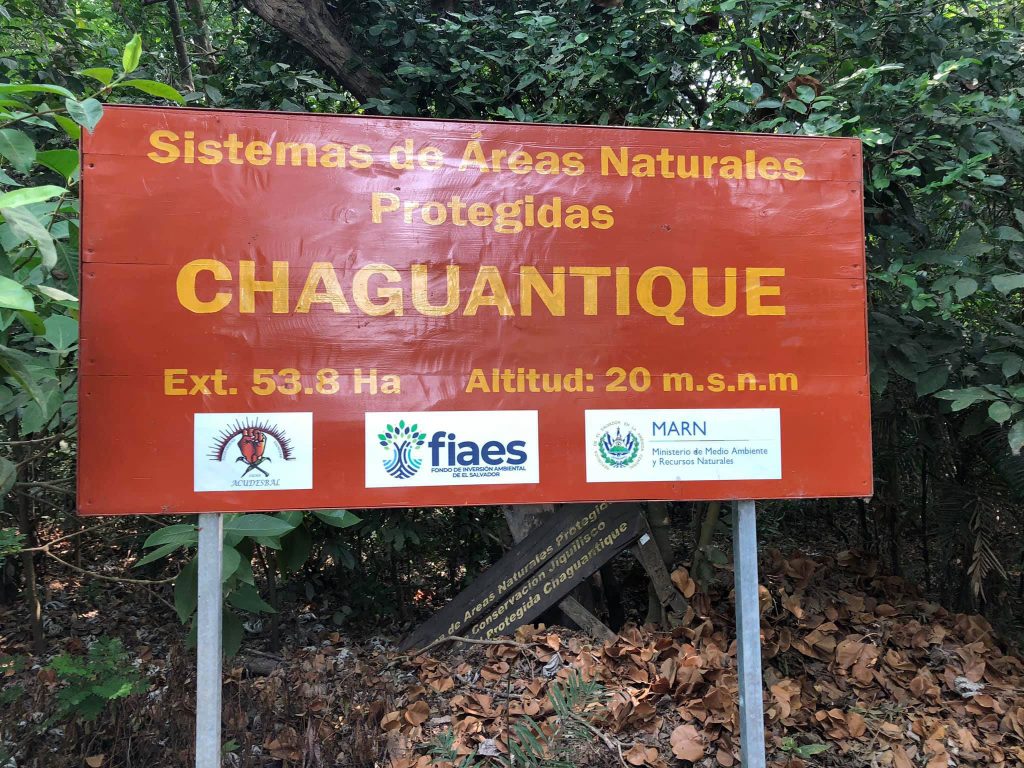 Sistemas de Áreas Naturales
Protegidas
CHAGUANTIQUE
Ext. 53.8 Ha
Altitud: 20 m.s.n.m
ACUDESBAL
fiaes
FONDO DE INVERSIÓN AMBIENTAL
DE EL SALVADOR
MARN
Ministerio de Medio Ambiente
y Recursos Naturales
de Áreas Naturales Protegid
Conservación Jiquilisco
Protegida Chaguantique